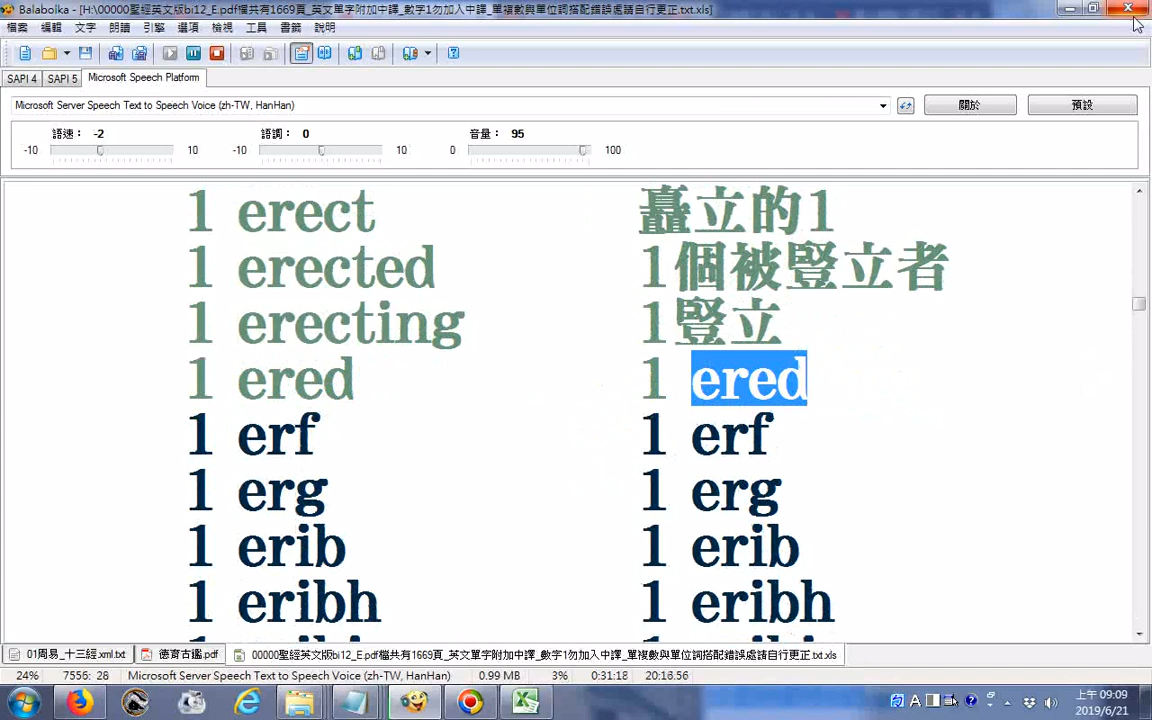 Balabolka - [H:\00000聖經英文版bi12_E.pdf檔共有1669頁_英文單字附加中譯_數字1勿加入中譯_單複數與單位詞搭配錯誤處請自行更正.txt.xls]
檔案 編輯 文字 朗讀 引擎 選項 檢視 工具 書籤 說明
SAPI 4 SAPI 5 Microsoft Speech Platform
Microsoft Server Speech Text to Speech Voice (zh-TW, HanHan) 關於 預設
語速： -2 語調： 0 音量： 95
-10 10 -10 10 0 100
1 erect 矗立的1
1 erected 1個被豎立者
1 erecting 1豎立
1 ered 1 ered
1 erf 1 erf
1 erg 1 erg
1 erib 1 erib
1 eribh 1 eribh
01周易_十三經.xml.txt 德育古鑑.pdf 00000聖經英文版bi12_E.pdf檔共有1669頁_英文單字附加中譯_數字1勿加入中譯_單複數與單位詞搭配錯誤處請自行更正.txt.xls
24% 7556: 28 Microsoft Server Speech Text to Speech Voice (zh-TW, HanHan) 0.99 MB 3% 0:31:18 20:16:56
上午 09:09
2019/6/21